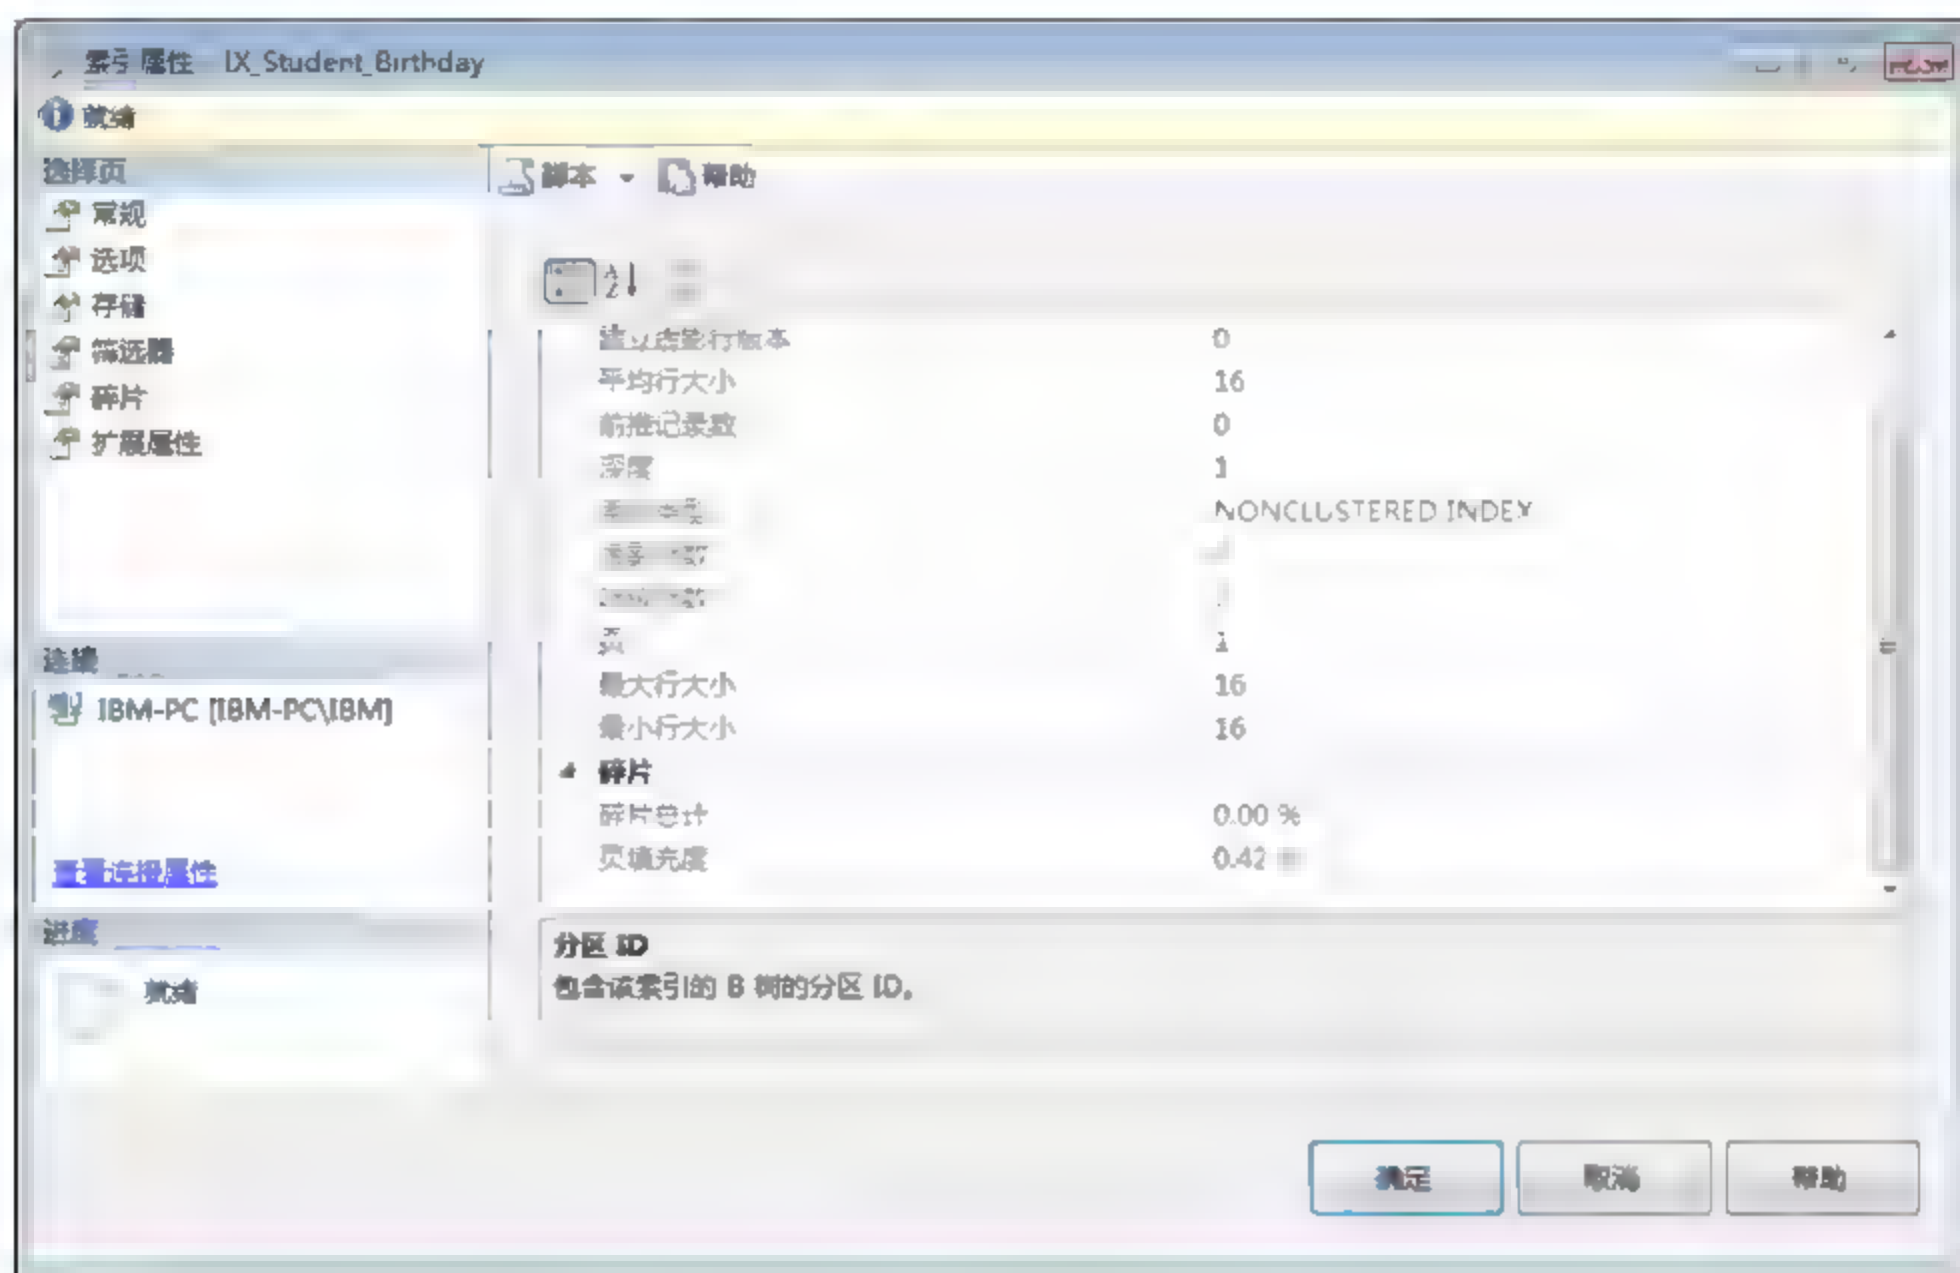 索引属性 IX_Student_Birthday
就绪
选择页
常规
选项
存储
筛选器
碎片
扩展属性
脚本 帮助
版本 0
平均行大小 16
前推记录数 0
深度 1
NONCLUSTERED INDEX
页 1
最大行大小 16
最小行大小 16
碎片
碎片总计 0.00 %
页填充度 0.42
连接
IBM-PC [IBM-PC\IBM]
查看连接属性
进度
就绪
分区 ID
包含该索引的 B 树的分区 ID。
确定 取消 帮助